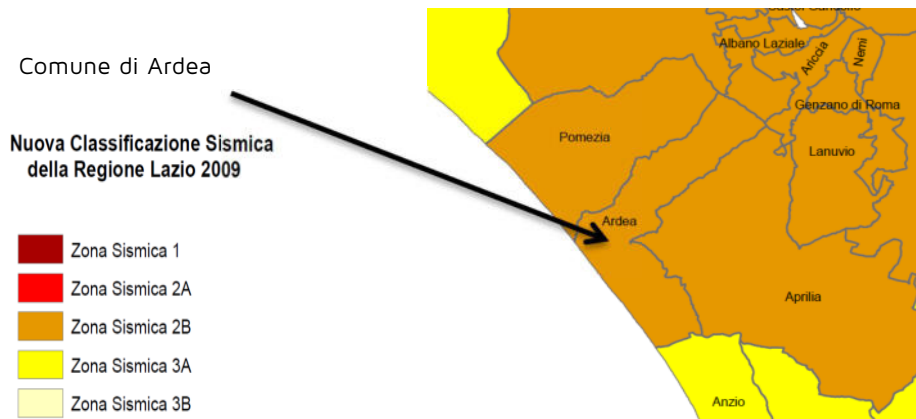 Comune di Ardea
Nuova Classificazione Sismica
della Regione Lazio 2009
Zona Sismica 1
Zona Sismica 2A
Zona Sismica 2B
Zona Sismica 3A
Zona Sismica 3B
Albano Laziale
Ariccia
Nemi
Genzano di Roma
Pomezia
Lanuvio
Ardea
Aprilia
Anzio